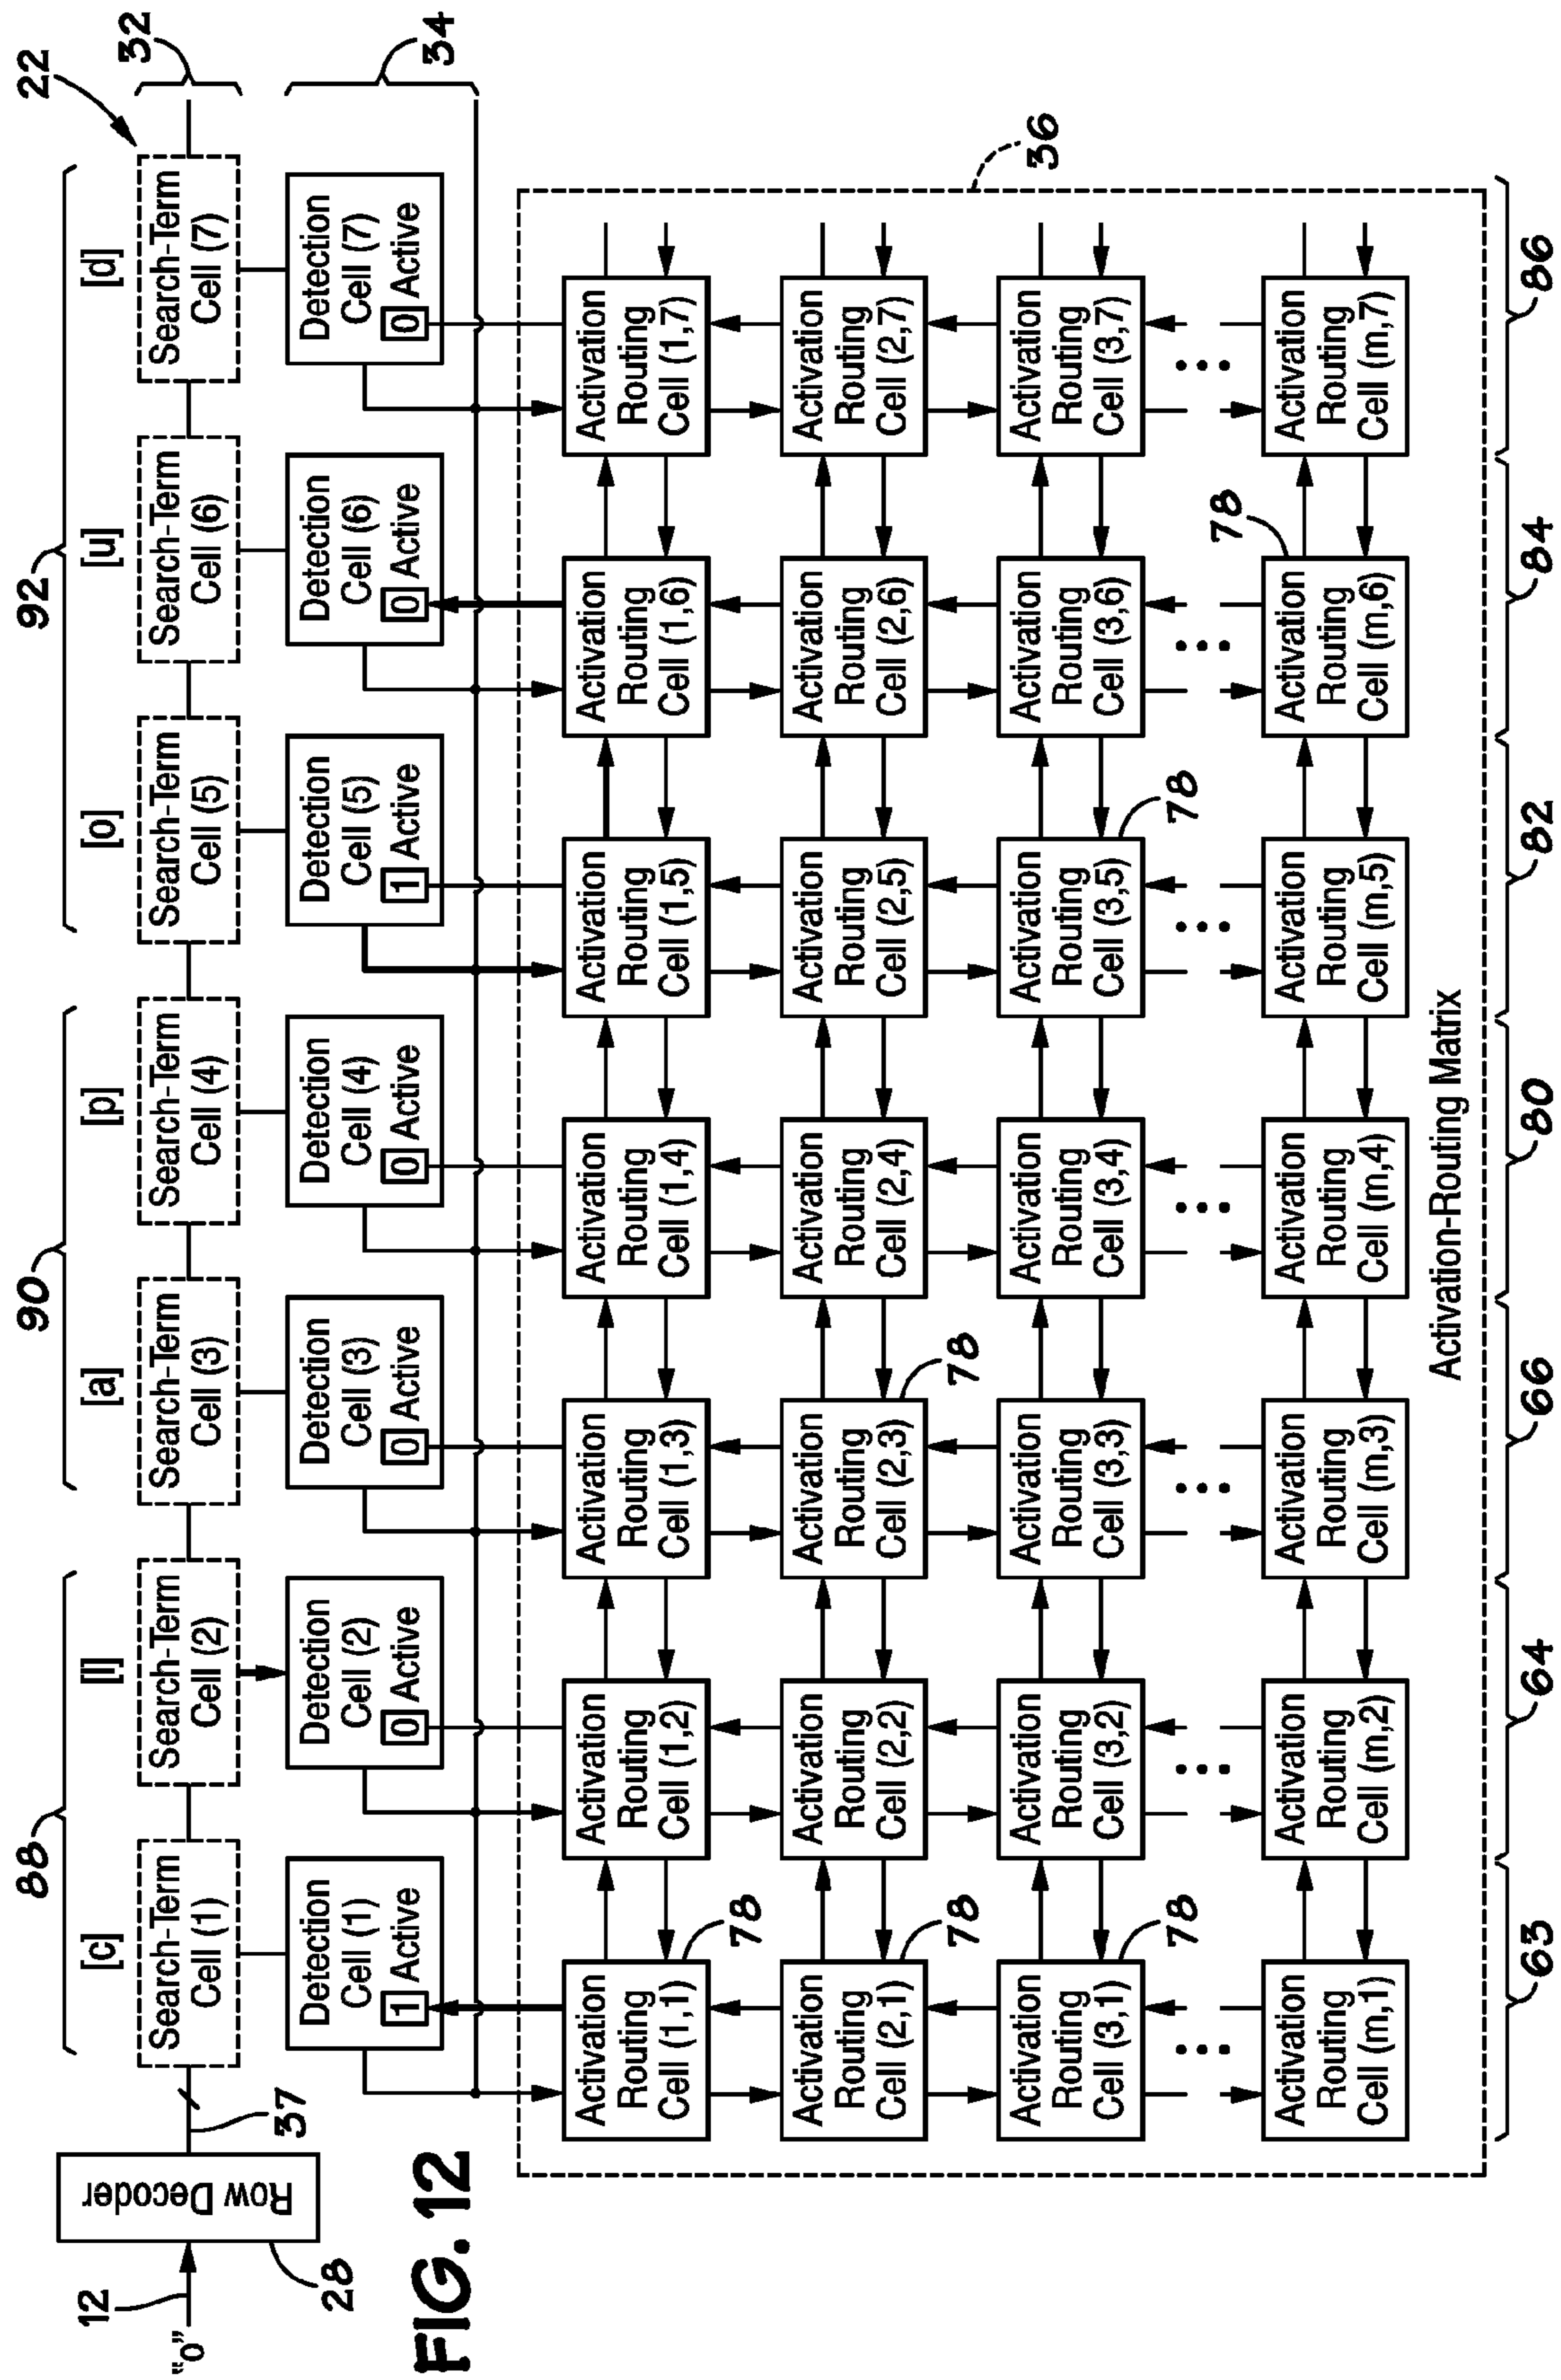 88
90
92
22
[c]
[l]
[a]
[p]
[o]
[u]
[d]
32
12
"o"
Row Decoder
28
37
Search-Term
Cell (1)
Search-Term
Cell (2)
Search-Term
Cell (3)
Search-Term
Cell (4)
Search-Term
Cell (5)
Search-Term
Cell (6)
Search-Term
Cell (7)
34
Detection
Cell (1)
1 Active
Detection
Cell (2)
0 Active
Detection
Cell (3)
0 Active
Detection
Cell (4)
0 Active
Detection
Cell (5)
1 Active
Detection
Cell (6)
0 Active
Detection
Cell (7)
0 Active
FIG. 12
Activation
Routing
Cell (1,1)
78
Activation
Routing
Cell (1,2)
Activation
Routing
Cell (1,3)
Activation
Routing
Cell (1,4)
Activation
Routing
Cell (1,5)
Activation
Routing
Cell (1,6)
Activation
Routing
Cell (1,7)
36
Activation
Routing
Cell (2,1)
78
Activation
Routing
Cell (2,2)
Activation
Routing
Cell (2,3)
78
Activation
Routing
Cell (2,4)
Activation
Routing
Cell (2,5)
Activation
Routing
Cell (2,6)
Activation
Routing
Cell (2,7)
Activation
Routing
Cell (3,1)
78
Activation
Routing
Cell (3,2)
Activation
Routing
Cell (3,3)
Activation
Routing
Cell (3,4)
Activation
Routing
Cell (3,5)
78
Activation
Routing
Cell (3,6)
Activation
Routing
Cell (3,7)
Activation
Routing
Cell (m,1)
Activation
Routing
Cell (m,2)
Activation
Routing
Cell (m,3)
Activation
Routing
Cell (m,4)
Activation
Routing
Cell (m,5)
Activation
Routing
Cell (m,6)
78
Activation
Routing
Cell (m,7)
Activation-Routing Matrix
63
64
66
80
82
84
86